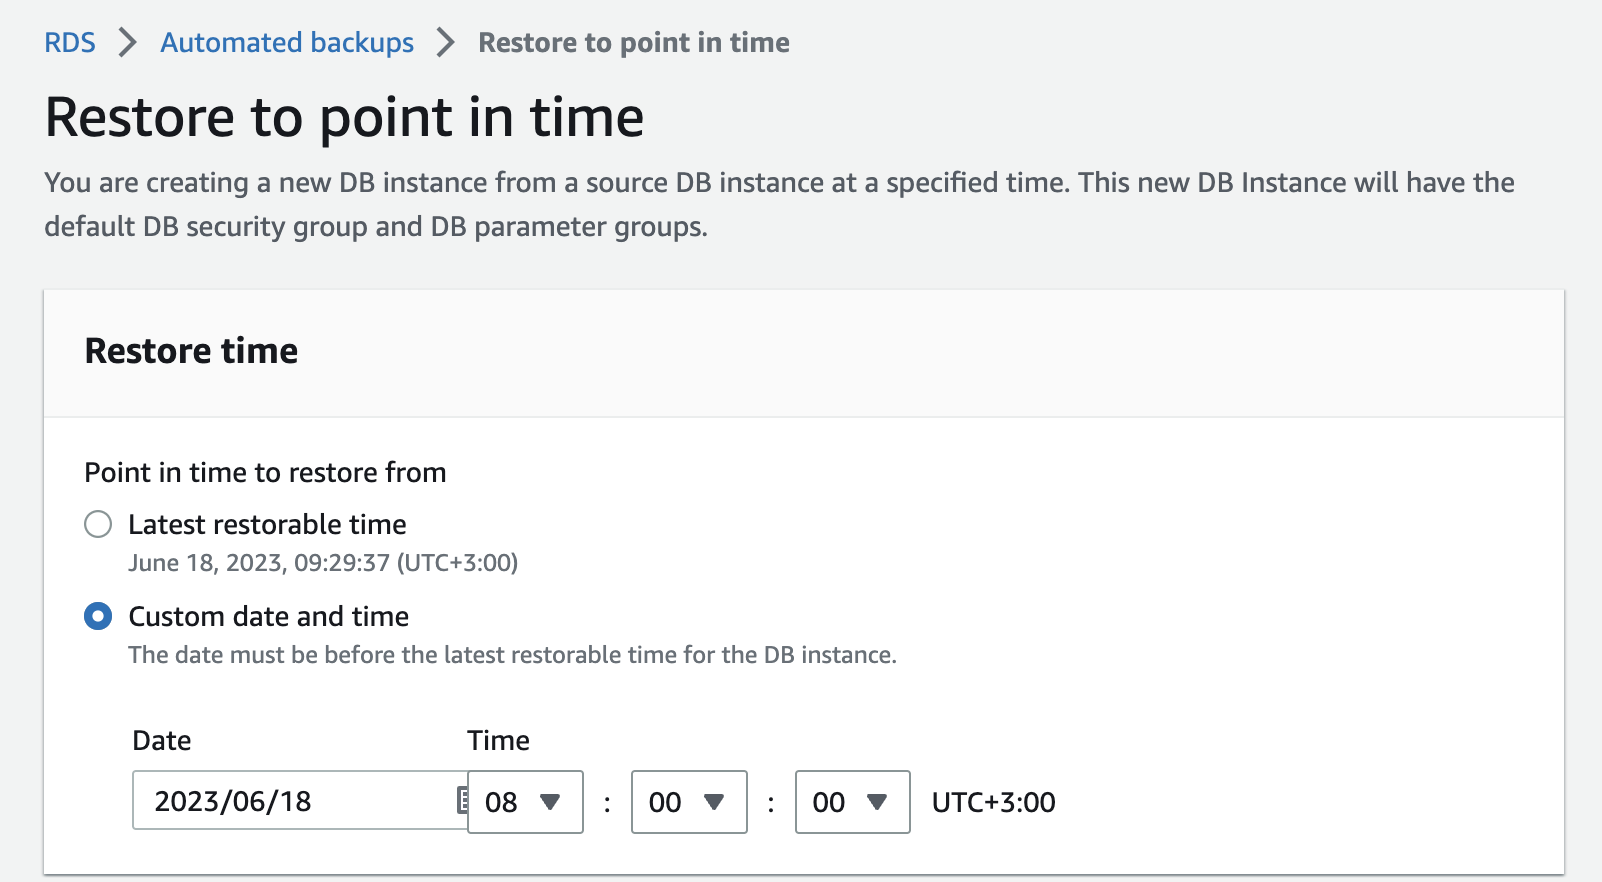 RDS > Automated backups > Restore to point in time
Restore to point in time
You are creating a new DB instance from a source DB instance at a specified time. This new DB Instance will have the
default DB security group and DB parameter groups.
Restore time
Point in time to restore from
Latest restorable time
June 18, 2023, 09:29:37 (UTC+3:00)
Custom date and time
The date must be before the latest restorable time for the DB instance.
Date Time
2023/06/18 08 : 00 : 00 UTC+3:00